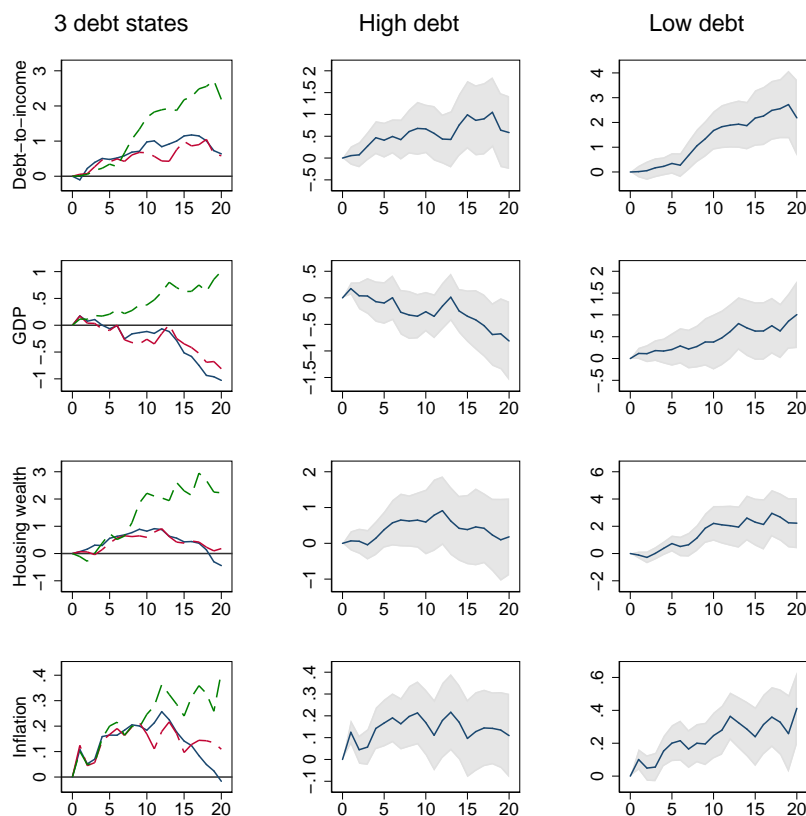 3 debt states
High debt
Low debt
Debt−to−income
0 1 2 3
0 5 10 15 20
−.5 0 .5 1 1.5 2
0 5 10 15 20
0 1 2 3 4
0 5 10 15 20
GDP
−1 −.5 0 .5 1
0 5 10 15 20
−1.5 −1 −.5 0 .5
0 5 10 15 20
−.5 0 .5 1 1.5 2
0 5 10 15 20
Housing wealth
−1 0 1 2 3
0 5 10 15 20
−1 0 1 2
0 5 10 15 20
−2 0 2 4 6
0 5 10 15 20
Inflation
0 .1 .2 .3 .4
0 5 10 15 20
−.1 0 .1 .2 .3 .4
0 5 10 15 20
0 .2 .4 .6
0 5 10 15 20